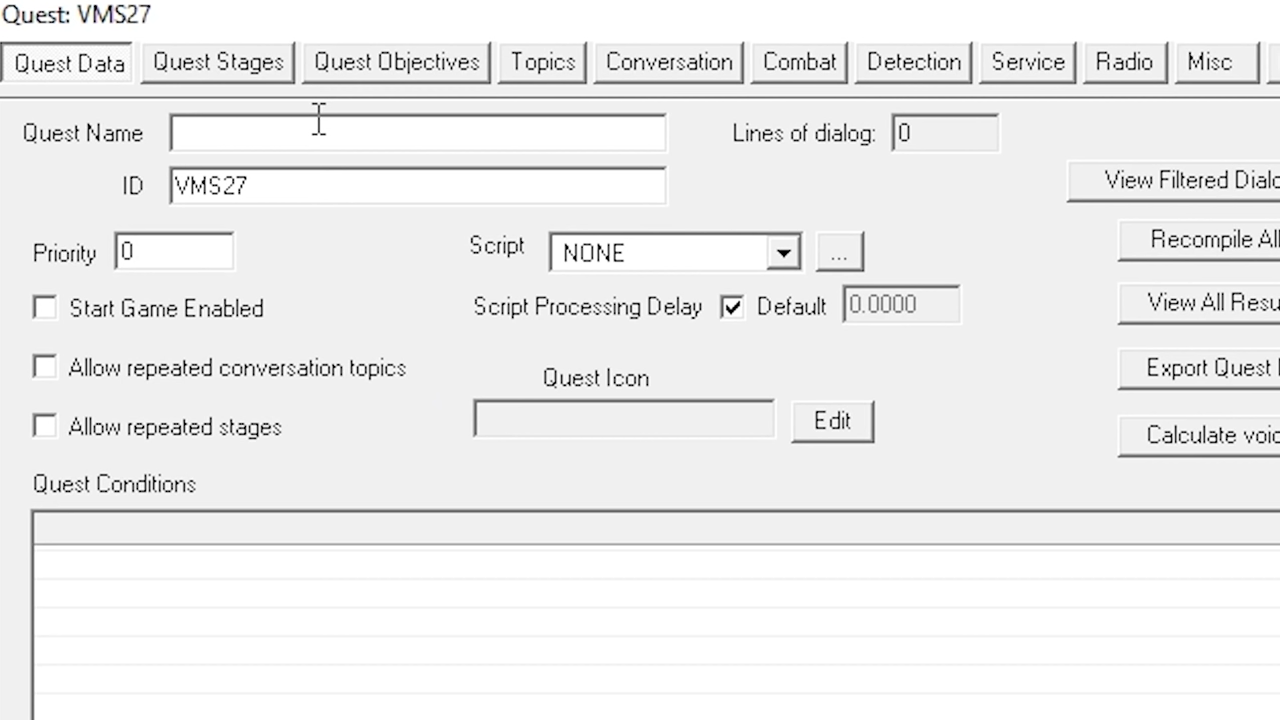 Quest: VMS27
Quest Data Quest Stages Quest Objectives Topics Conversation Combat Detection Service Radio Misc
Quest Name Lines of dialog: 0
ID VMS27 View Filtered
Priority 0 Script NONE ... Recompile All
Start Game Enabled Script Processing Delay Default 0.0000 View All
Allow repeated conversation topics Quest Icon Export Quest
Allow repeated stages Edit Calculate
Quest Conditions